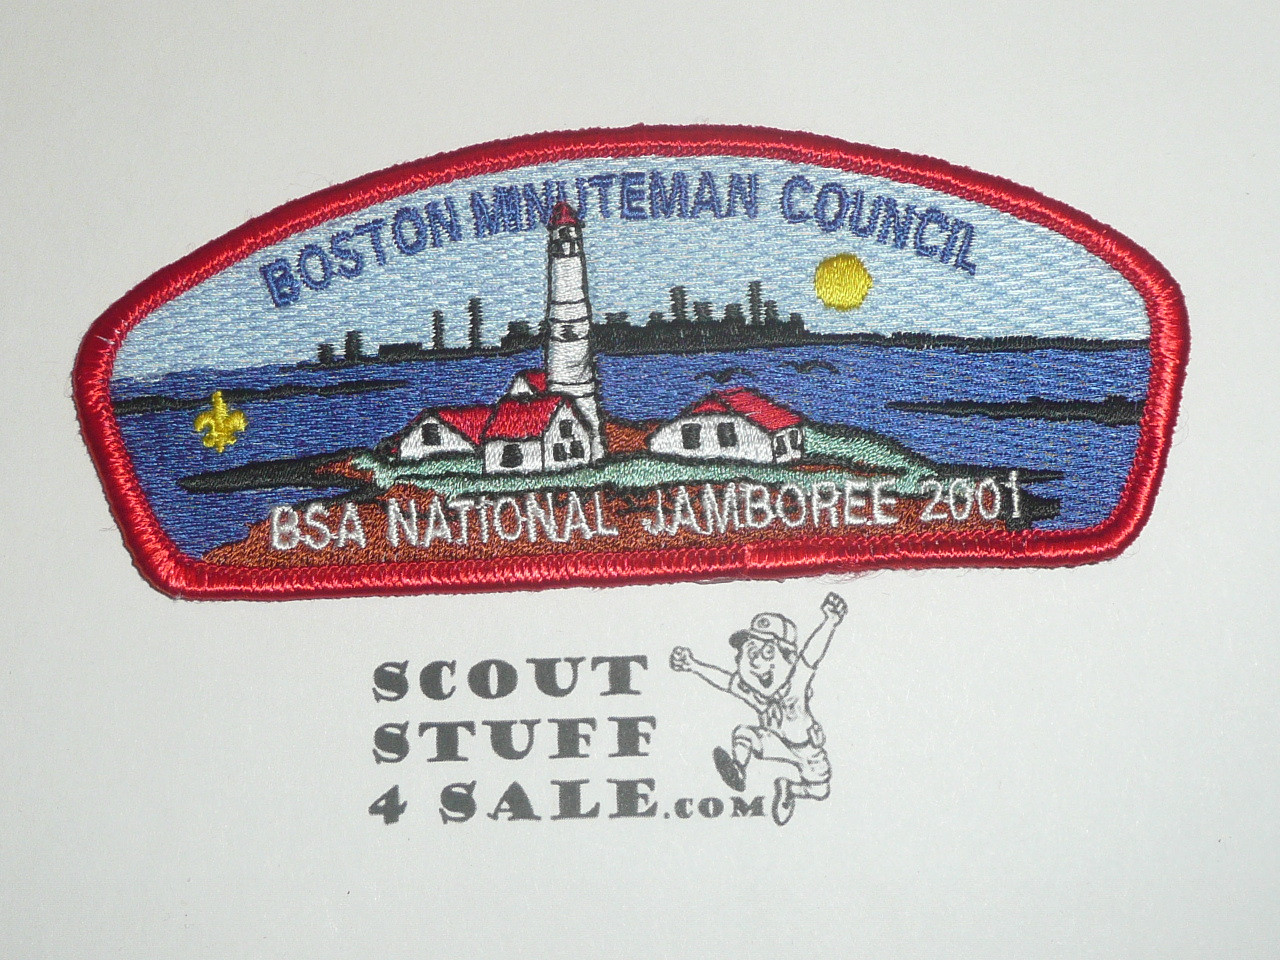 BOSTON MINUTEMAN COUNCIL
BSA NATIONAL JAMBOREE 2001
SCOUT
STUFF
4 SALE.COM